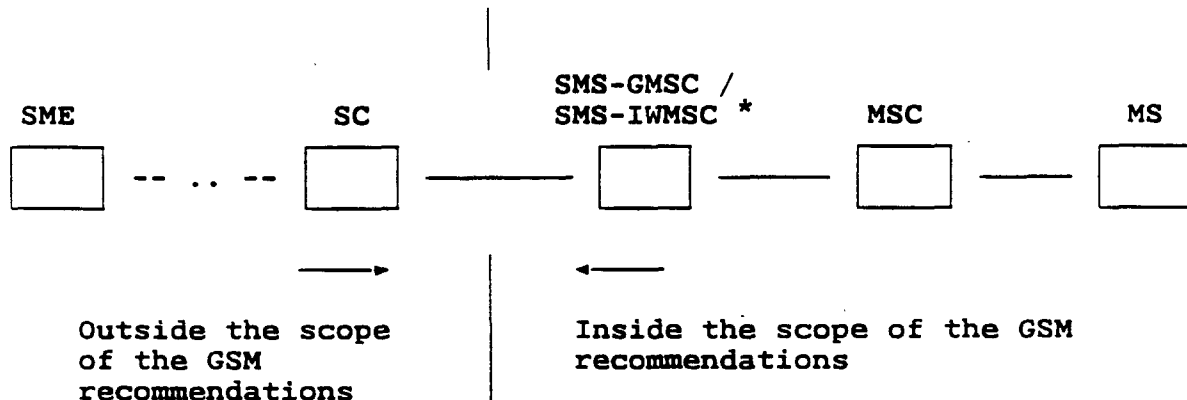 SMS-GMSC /
SME SC SMS-IWMSC * MSC MS
-- .. --
Outside the scope
of the GSM
recommendations
Inside the scope of the GSM
recommendations